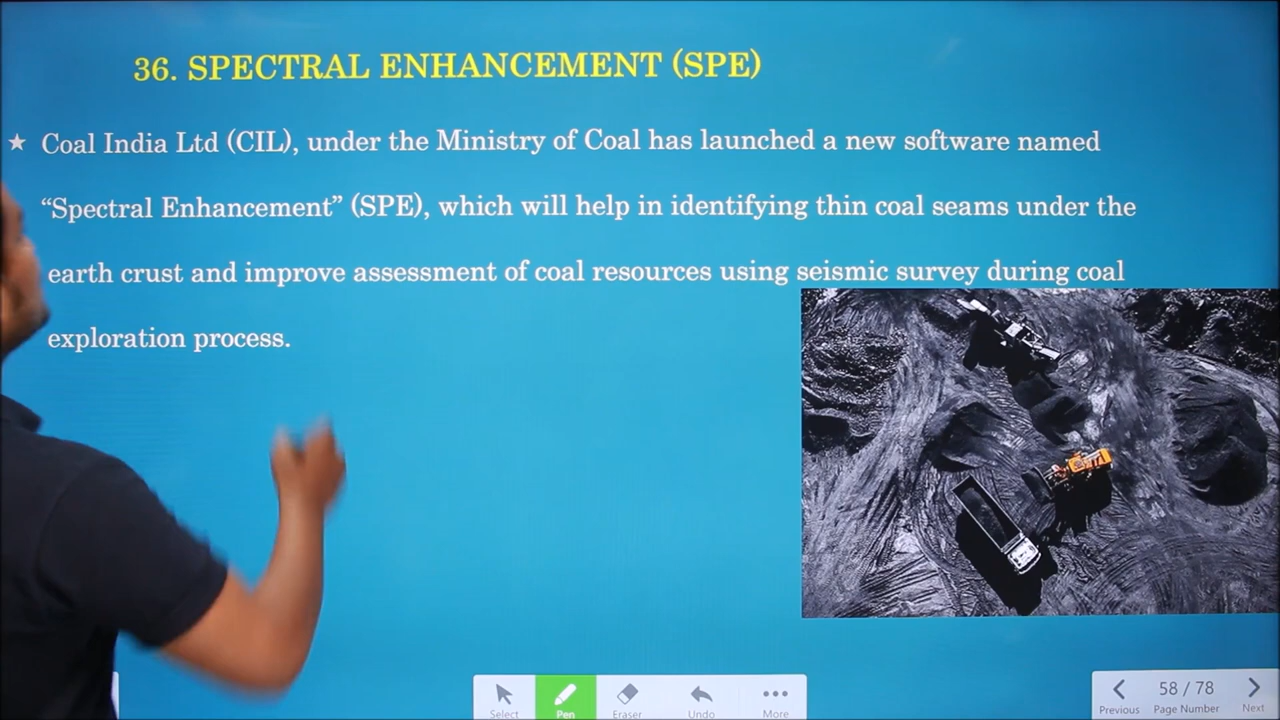 36. SPECTRAL ENHANCEMENT (SPE)
★ Coal India Ltd (CIL), under the Ministry of Coal has launched a new software named
“Spectral Enhancement” (SPE), which will help in identifying thin coal seams under the
earth crust and improve assessment of coal resources using seismic survey during coal
exploration process.
Select Pen Eraser Undo More
58 / 78
Previous Page Number Next